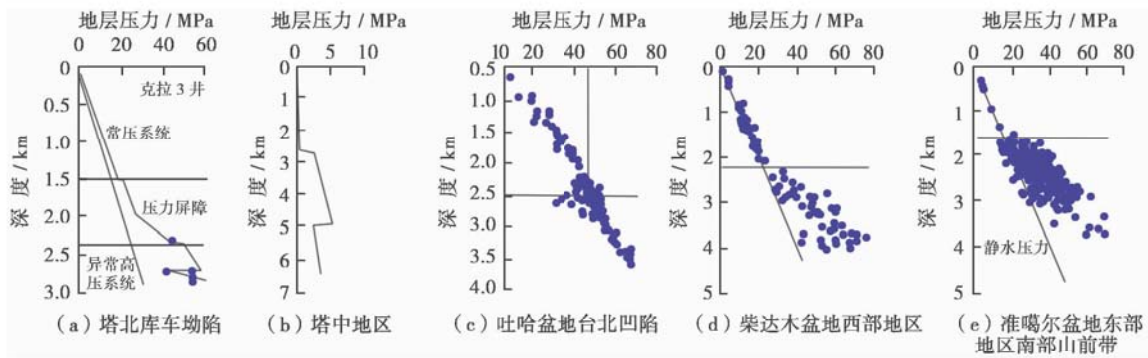 地层压力 / MPa
0 20 40 60
0
0.5
1.0
1.5
2.0
2.5
3.0
深度 / km
克拉3井
常压系统
压力屏障
异常高
压系统
(a)塔北库车坳陷
地层压力 / MPa
0 5 10
0
1
2
3
4
5
6
7
深度 / km
(b)塔中地区
地层压力 / MPa
10 20 40 60 80
0.5
1.0
1.5
2.0
2.5
3.0
3.5
4.0
深度 / km
(c)吐哈盆地台北凹陷
地层压力 / MPa
0 20 40 60 80
0
1
2
3
4
5
深度 / km
(d)柴达木盆地西部地区
地层压力 / MPa
0 20 40 60 80
0
1
2
3
4
5
深度 / km
静水压力
(e)准噶尔盆地东部
地区南部山前带